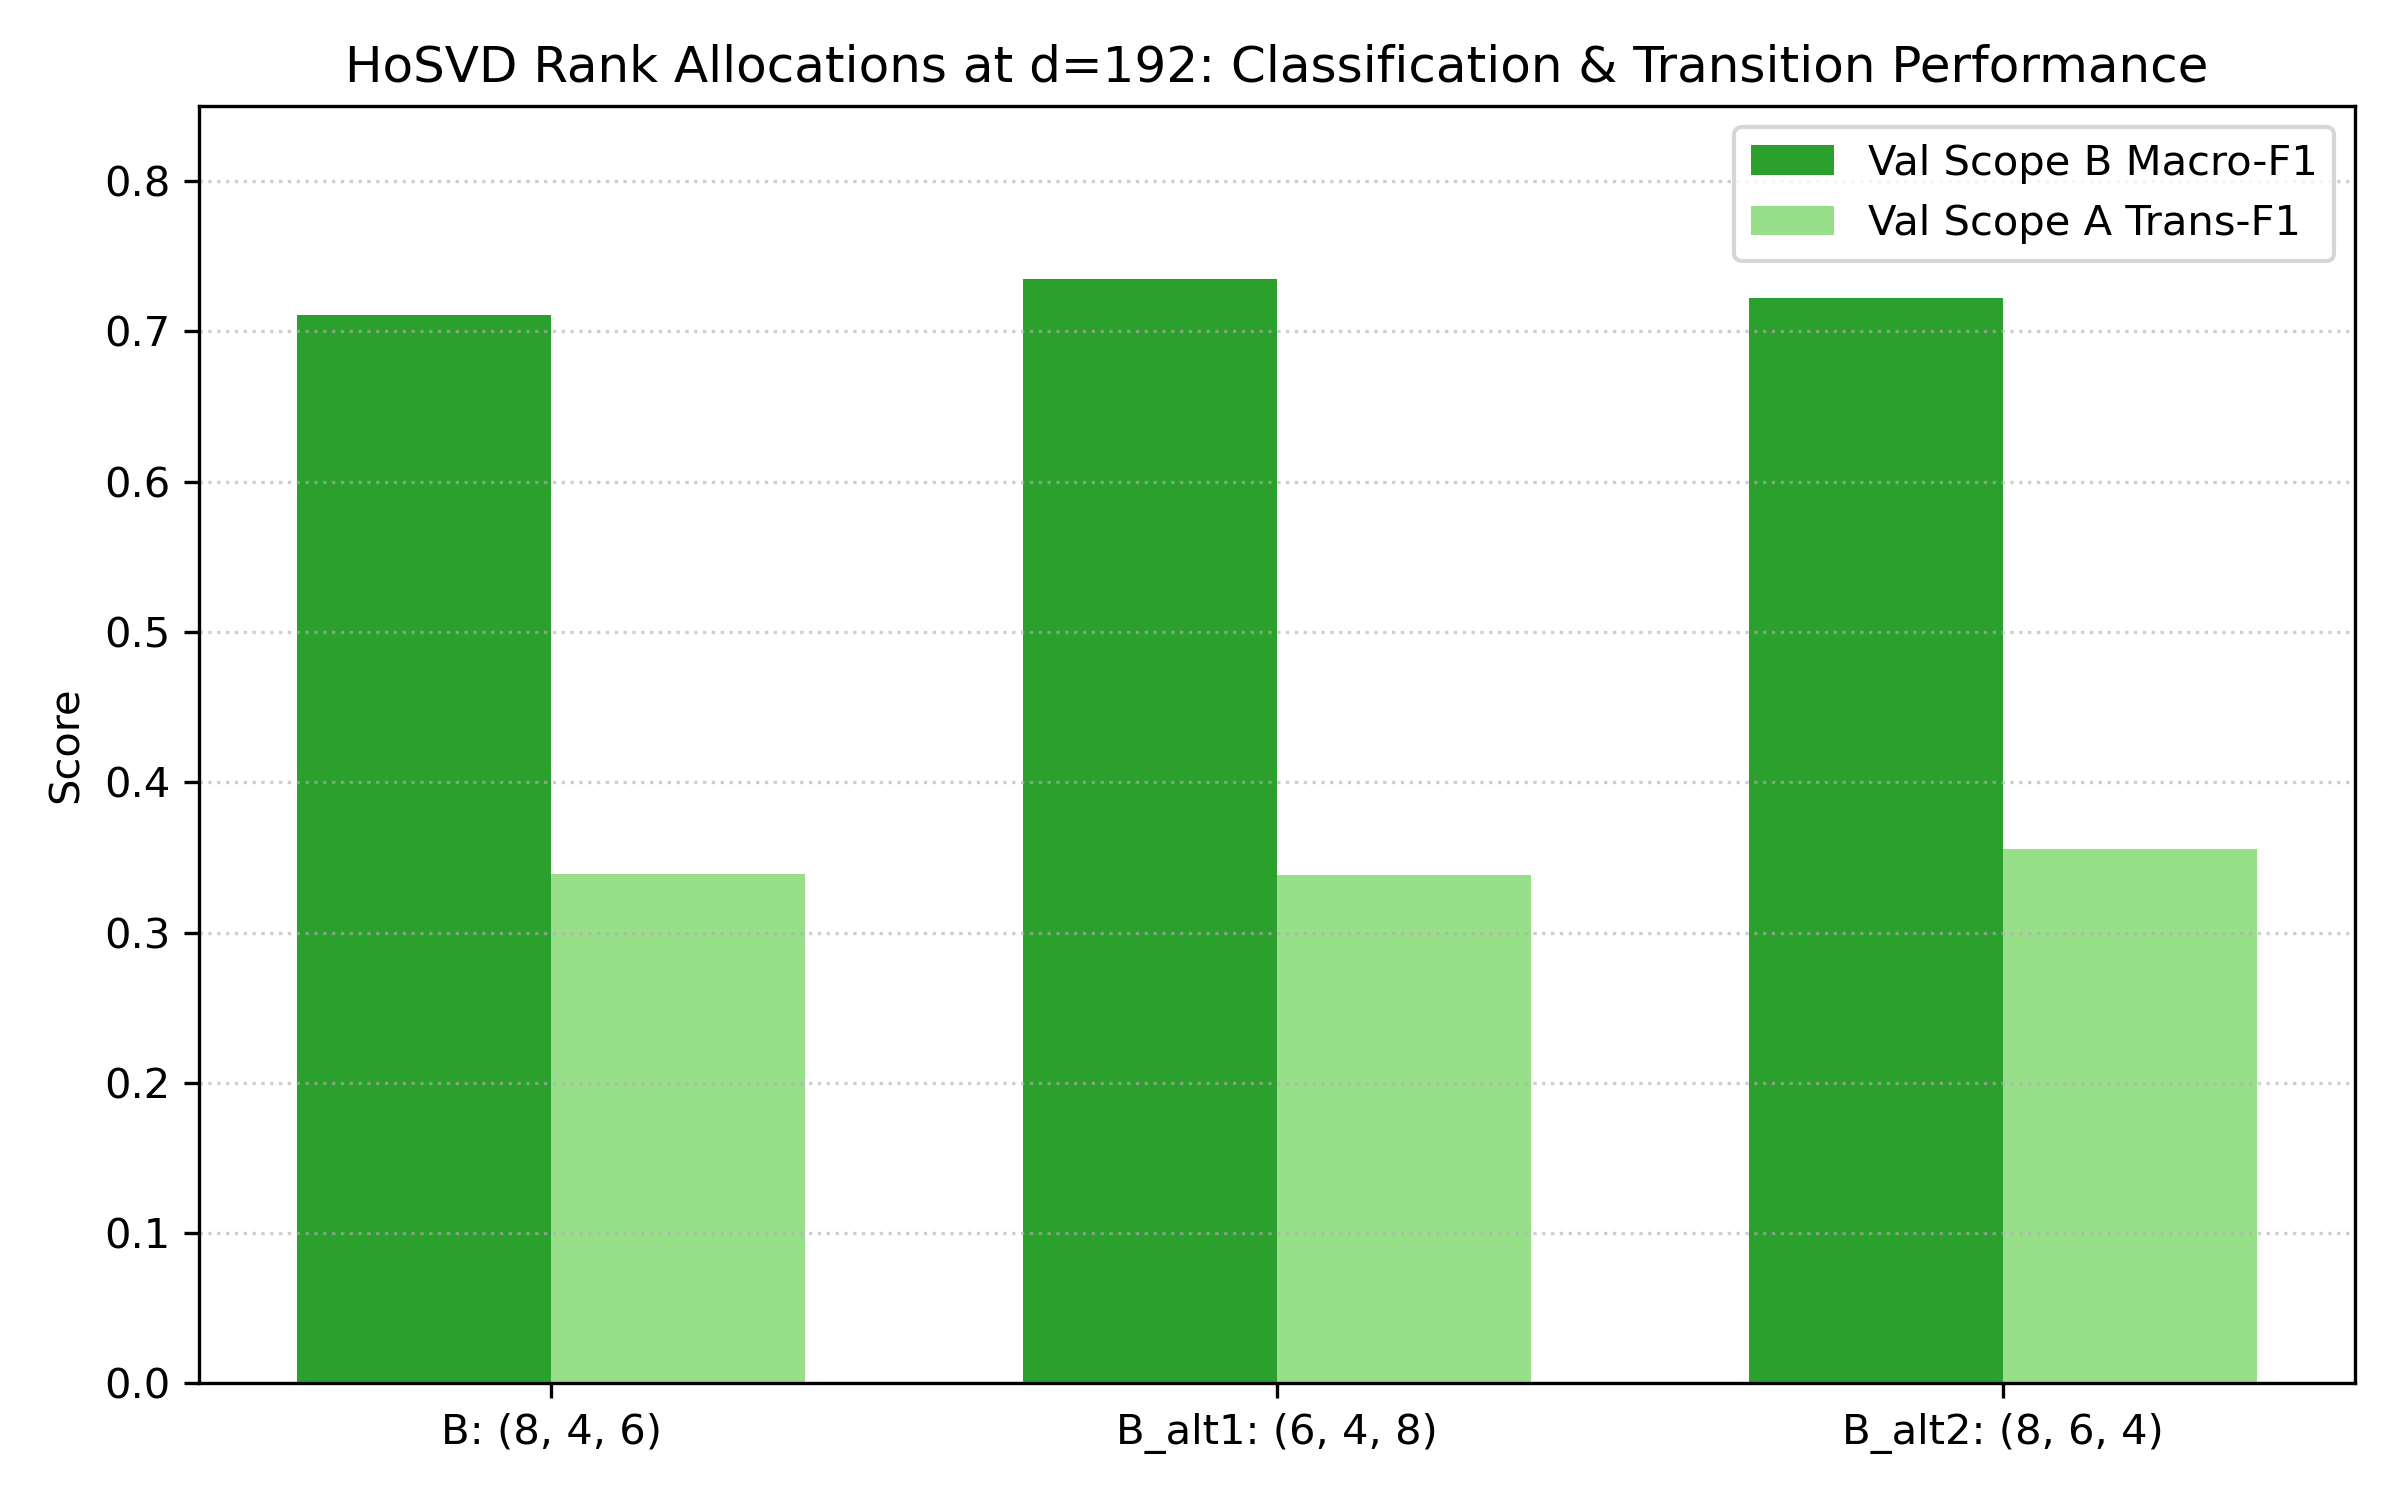 HoSVD Rank Allocations at d=192: Classification & Transition Performance
Val Scope B Macro-F1
Val Scope A Trans-F1
Score
0.8
0.7
0.6
0.5
0.4
0.3
0.2
0.1
0.0
B: (8, 4, 6)
B_alt1: (6, 4, 8)
B_alt2: (8, 6, 4)